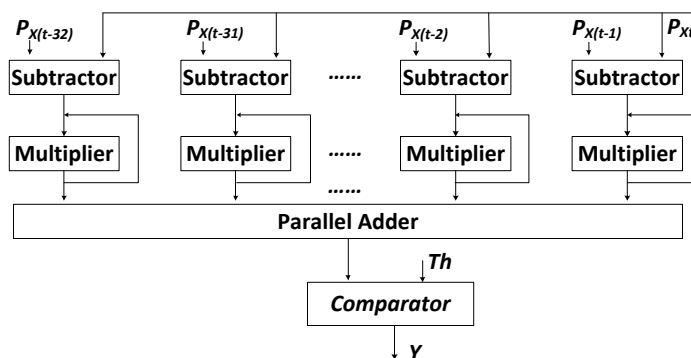 P_X(t-32) P_X(t-31) P_X(t-2) P_X(t-1) P_Xt
Subtractor Subtractor ...... Subtractor Subtractor
Multiplier Multiplier ...... Multiplier Multiplier
......
Parallel Adder
Th
Comparator
Y